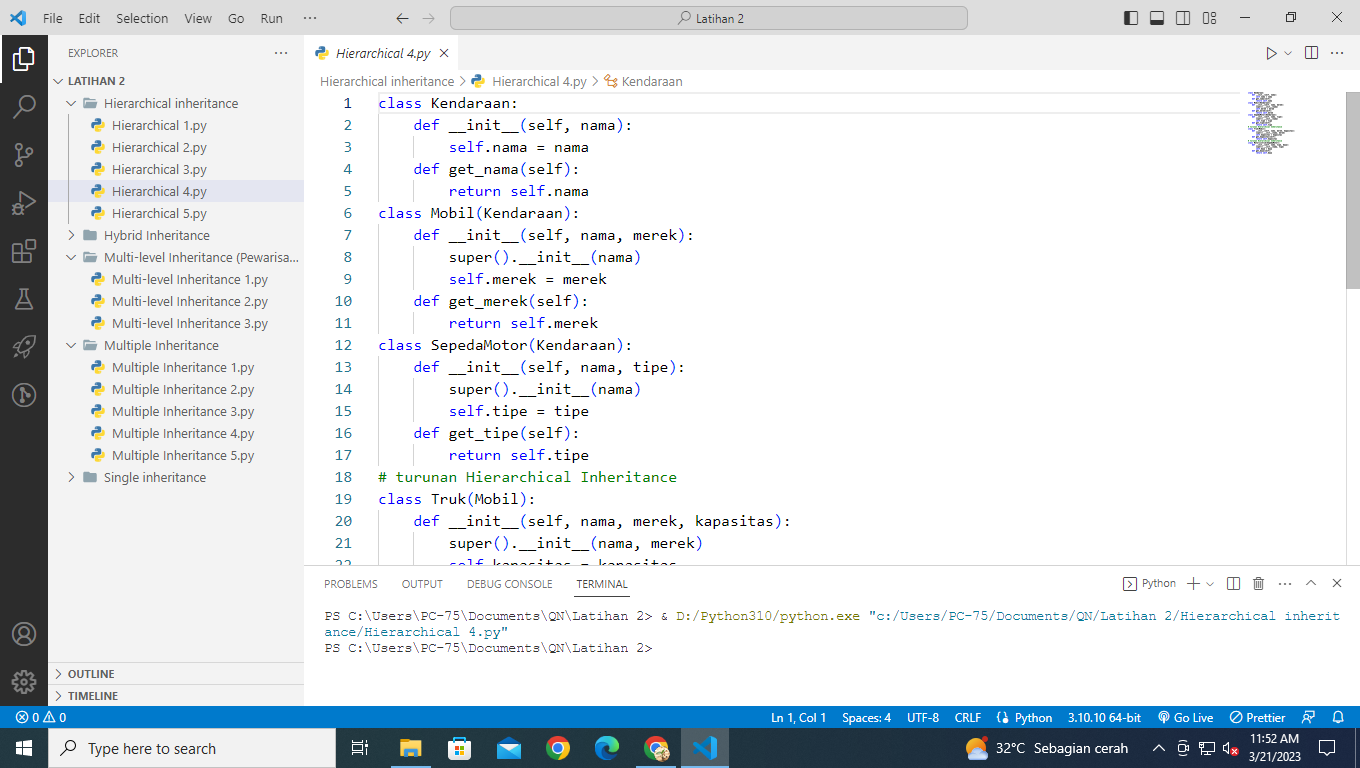 File Edit Selection View Go Run ··· Latihan 2
EXPLORER ···
LATIHAN 2
Hierarchical inheritance
Hierarchical 1.py
Hierarchical 2.py
Hierarchical 3.py
Hierarchical 4.py
Hierarchical 5.py
Hybrid Inheritance
Multi-level Inheritance (Pewarisa...
Multi-level Inheritance 1.py
Multi-level Inheritance 2.py
Multi-level Inheritance 3.py
Multiple Inheritance
Multiple Inheritance 1.py
Multiple Inheritance 2.py
Multiple Inheritance 3.py
Multiple Inheritance 4.py
Multiple Inheritance 5.py
Single inheritance
OUTLINE
TIMELINE
Hierarchical 4.py
Hierarchical inheritance > Hierarchical 4.py > Kendaraan
1 class Kendaraan:
2     def __init__(self, nama):
3         self.nama = nama
4     def get_nama(self):
5         return self.nama
6 class Mobil(Kendaraan):
7     def __init__(self, nama, merek):
8         super().__init__(nama)
9         self.merek = merek
10     def get_merek(self):
11         return self.merek
12 class SepedaMotor(Kendaraan):
13     def __init__(self, nama, tipe):
14         super().__init__(nama)
15         self.tipe = tipe
16     def get_tipe(self):
17         return self.tipe
18 # turunan Hierarchical Inheritance
19 class Truk(Mobil):
20     def __init__(self, nama, merek, kapasitas):
21         super().__init__(nama, merek)
22         self.kapasitas = kapasitas
PROBLEMS OUTPUT DEBUG CONSOLE TERMINAL Python
PS C:\Users\PC-75\Documents\QN\Latihan 2> & D:/Python310/python.exe "c:/Users/PC-75/Documents/QN/Latihan 2/Hierarchical inherit
ance/Hierarchical 4.py"
PS C:\Users\PC-75\Documents\QN\Latihan 2>
0 0 Ln 1, Col 1 Spaces: 4 UTF-8 CRLF Python 3.10.10 64-bit Go Live Prettier
Type here to search 32°C Sebagian cerah
11:52 AM
3/21/2023